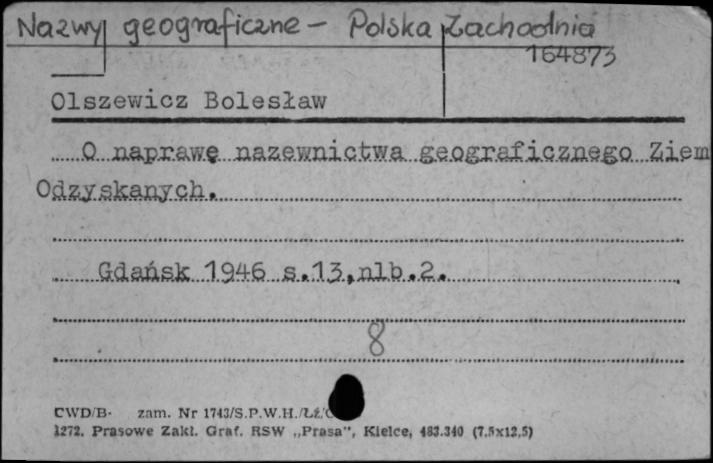 Nazwy geograficzne - Polska Zachodnia
164873
Olszewicz Bolesław
O naprawę nazewnictwa geograficznego Ziem
Odzyskanych.
Gdańsk 1946 s.13,nlb.2.
8
CWD/B- zam. Nr 1743/S.P.W.H./Łź/
1272. Prasowe Zakł. Graf. RSW „Prasa”, Kielce, 483.340 (7,5x12,5)